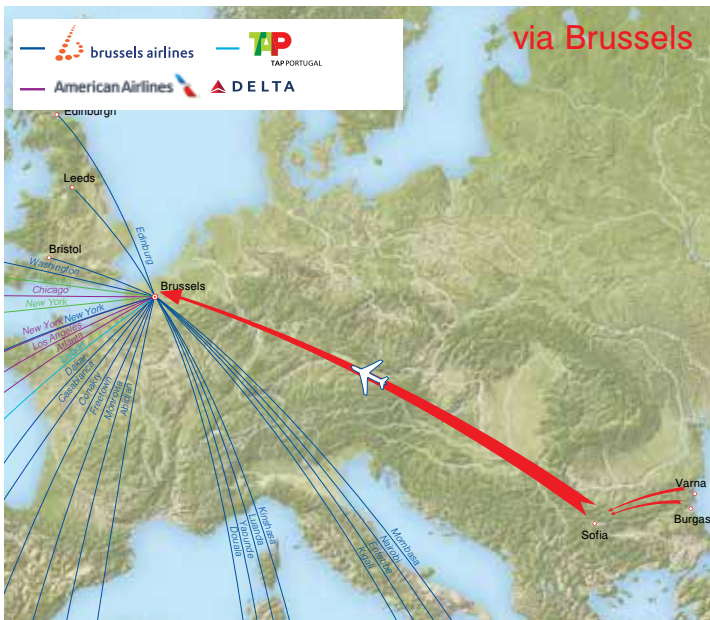 via Brussels
brussels airlines
TAP
TAPPORTUGAL
American Airlines
DELTA
Edinburgh
Leeds
Edinburg
Bristol
Washington
Brussels
Chicago
New York
New York
New York
Los Angeles
Atlanta
Dakar
Casablanca
Conakry
Freetown
Monrovia
Abidjan
Varna
Burgas
Sofia
Kinshasa
Luanda
Yaounde
Douala
Mombasa
Nairobi
Entebbe
Kigali